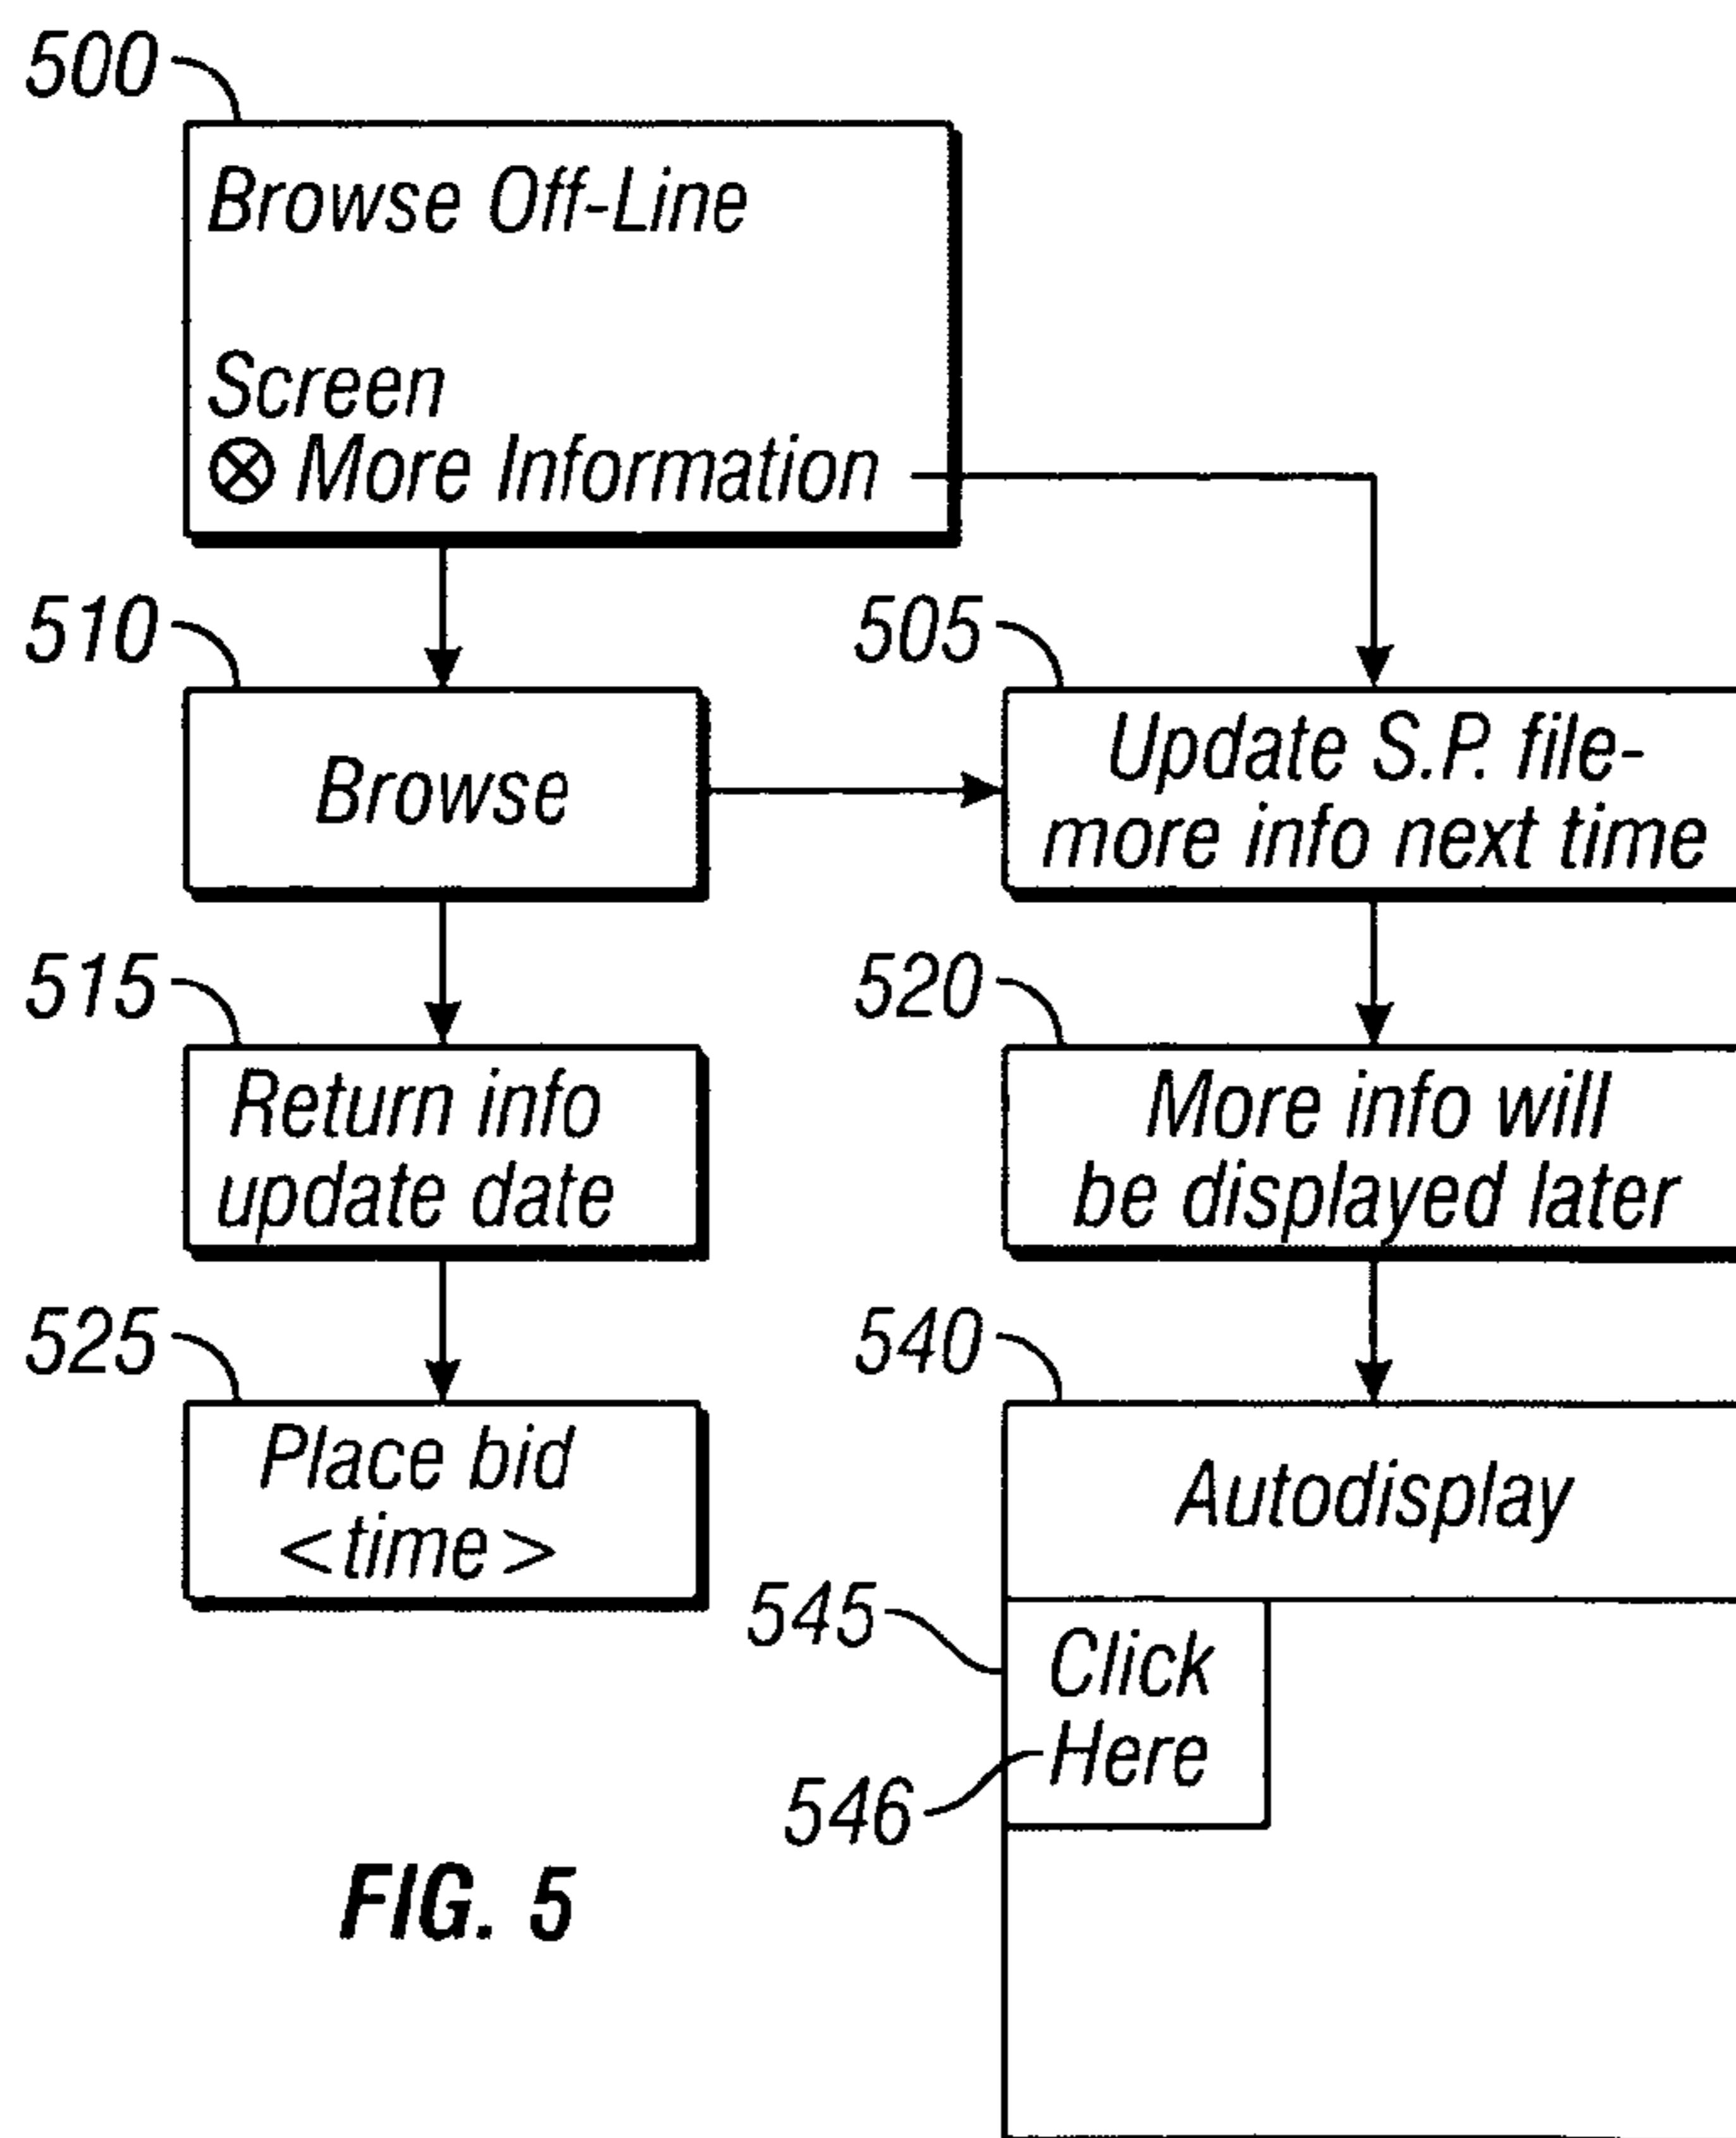 500
Browse Off-Line
Screen
⊗ More Information
510
Browse
505
Update S.P. file-
more info next time
515
Return info
update date
520
More info will
be displayed later
525
Place bid
<time>
540
Autodisplay
545
Click
Here
546
FIG. 5